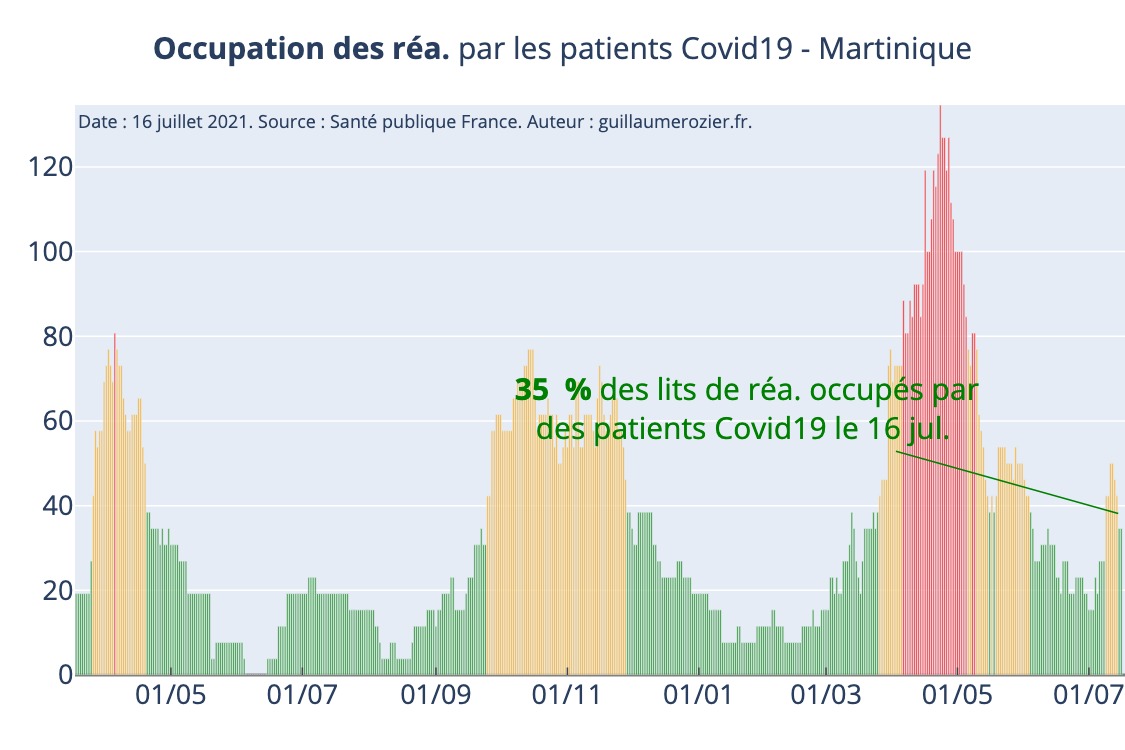 Occupation des réa. par les patients Covid19 - Martinique
Date : 16 juillet 2021. Source : Santé publique France. Auteur : guillaumerozier.fr.
120
100
80
35 % des lits de réa. occupés par
60
des patients Covid19 le 16 jul.
40
20
0
01/05 01/07 01/09 01/11 01/01 01/03 01/05 01/07